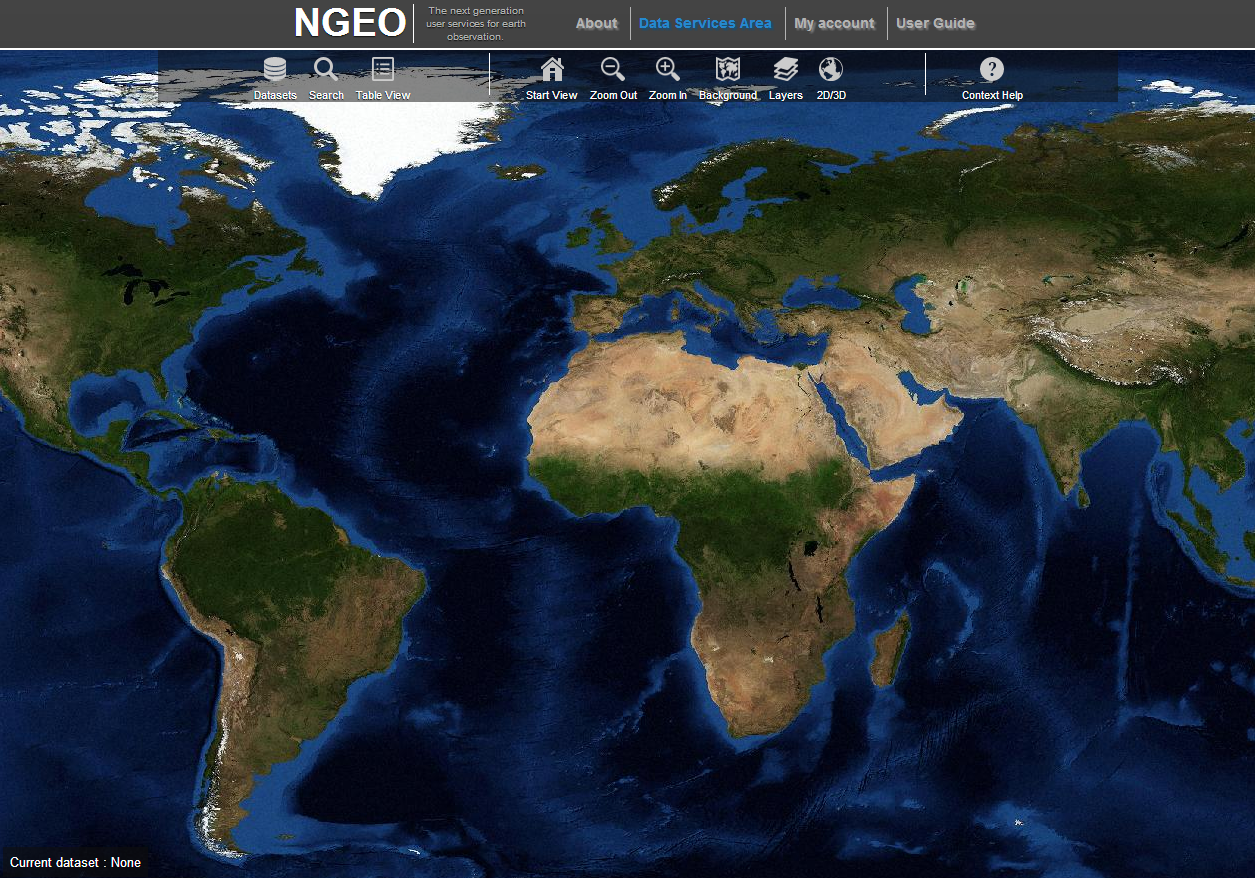 NGEO
The next generation
user services for earth
observation.
About
Data Services Area
My account
User Guide
Datasets
Search
Table View
Start View
Zoom Out
Zoom In
Background
Layers
2D/3D
?
Context Help
Current dataset : None